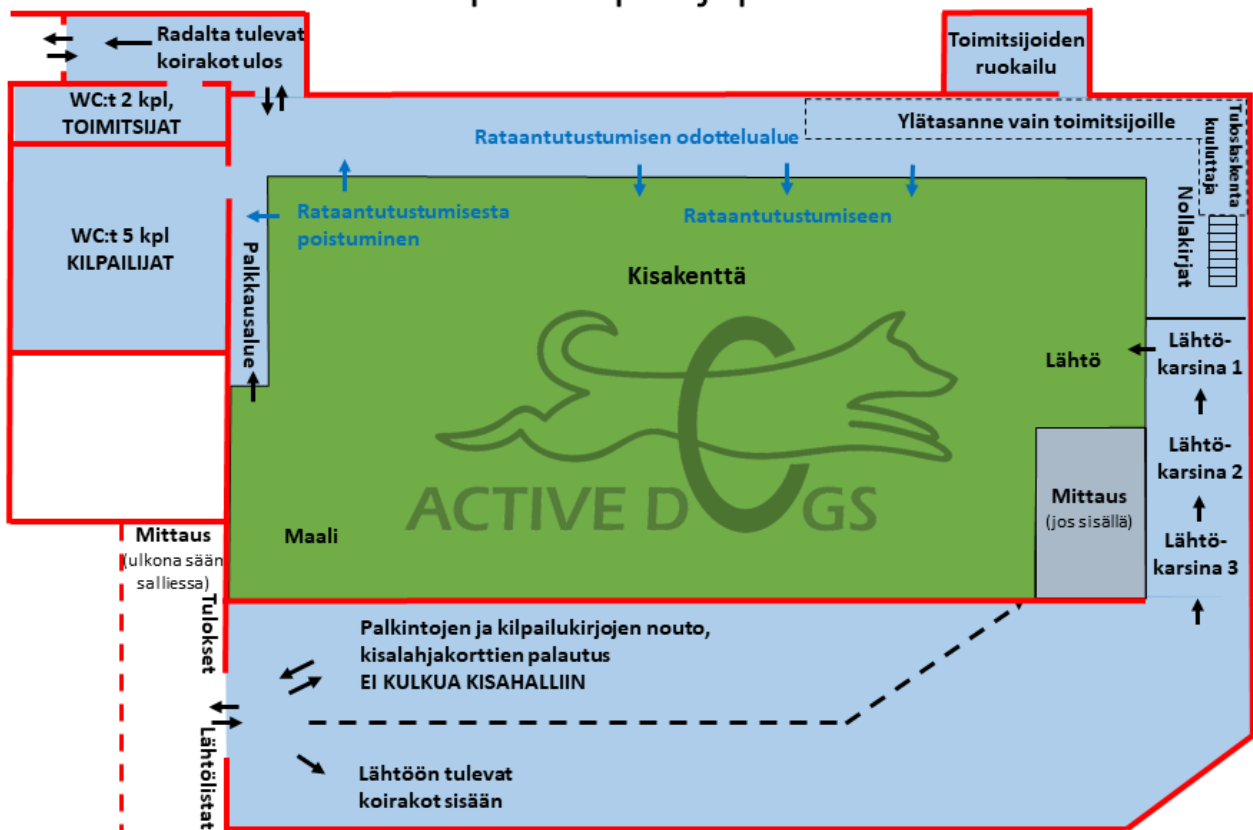 Radalta tulevat
koirakot ulos
Toimitsijoiden
ruokailu
WC:t 2 kpl,
TOIMITSIJAT
Ylätasanne vain toimitsijoille
Tuloslaskenta
kuuluttaja
Rataantutustumisen odottelualue
Rataantutustumisesta
poistuminen
Rataantutustumiseen
Nollakirjat
WC:t 5 kpl
KILPAILIJAT
Palkkausalue
Kisakenttä
Lähtö
Lähtö-
karsina 1
Lähtö-
karsina 2
Lähtö-
karsina 3
Mittaus
(jos sisällä)
ACTIVE DOGS
Maali
Mittaus
(ulkona sään
salliessa)
Tulokset
Palkintojen ja kilpailukirjojen nouto,
kisalahjakorttien palautus
EI KULKUA KISAHALLIIN
Lähtölistat
Lähtöön tulevat
koirakot sisään